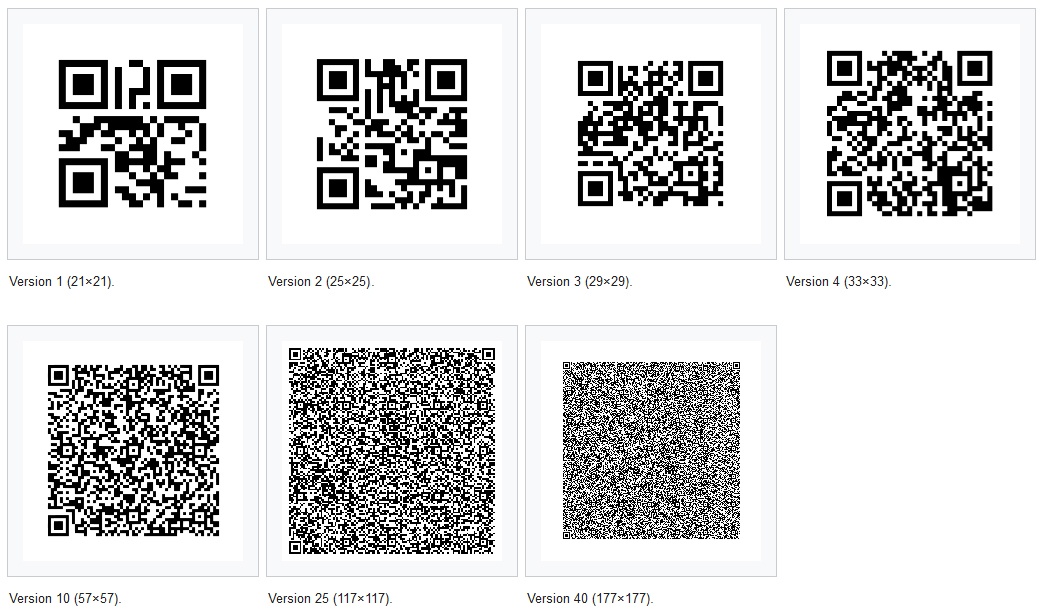 Version 1 (21×21).
Version 2 (25×25).
Version 3 (29×29).
Version 4 (33×33).
Version 10 (57×57).
Version 25 (117×117).
Version 40 (177×177).